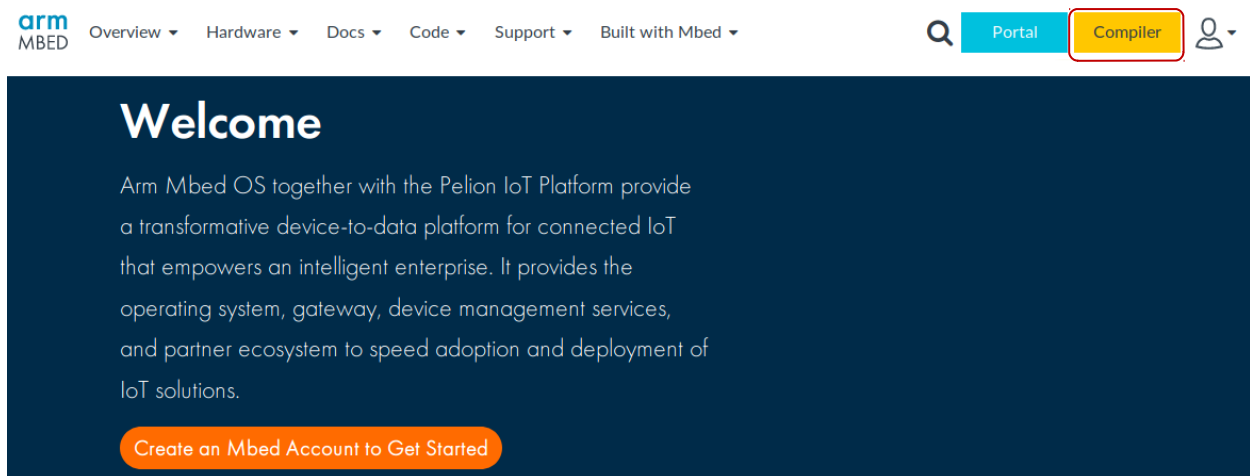 arm
MBED
Overview Hardware Docs Code Support Built with Mbed Portal Compiler
Welcome
Arm Mbed OS together with the Pelion IoT Platform provide
a transformative device-to-data platform for connected IoT
that empowers an intelligent enterprise. It provides the
operating system, gateway, device management services,
and partner ecosystem to speed adoption and deployment of
IoT solutions.
Create an Mbed Account to Get Started